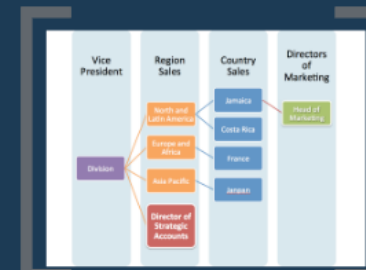 Vice
President
Region
Sales
Country
Sales
Directors
of
Marketing
Division
North and
Latin America
Europe and
Africa
Asia Pacific
Director of
Strategic
Accounts
Jamaica
Costa Rica
France
Janpan
Head of
Marketing